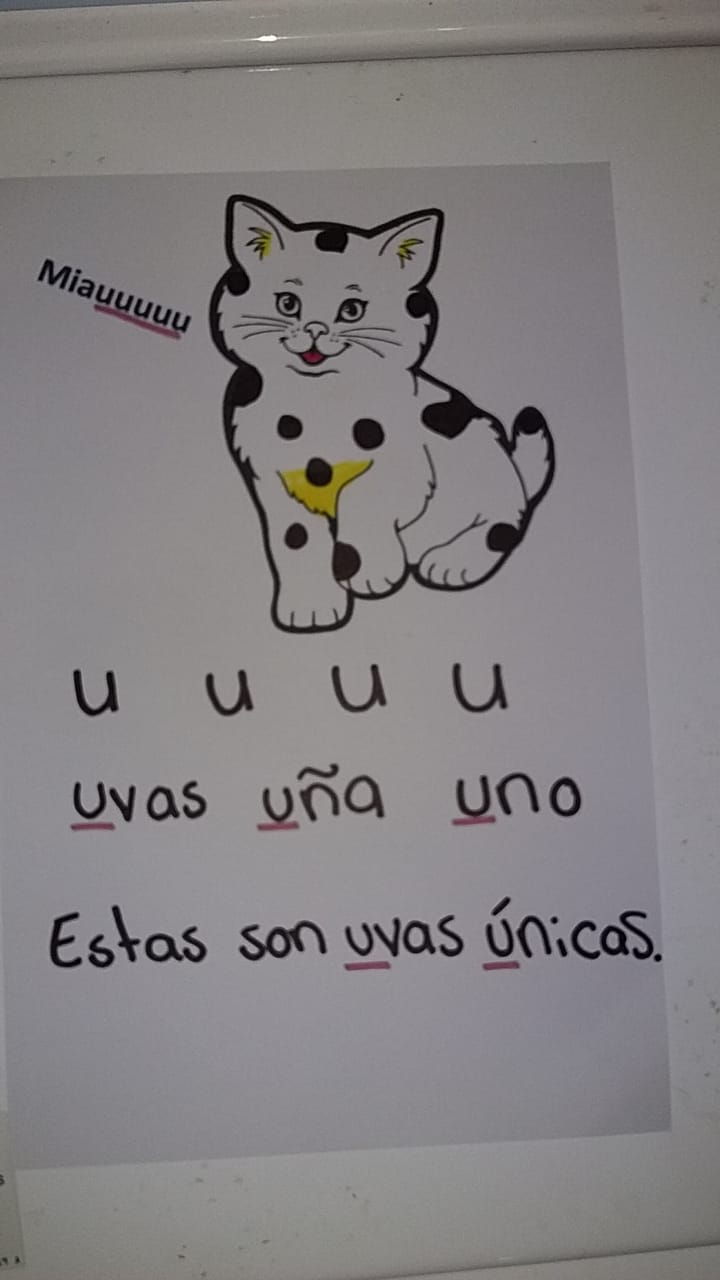 Miauuuuu
u u u u
uvas uña uno
Estas son uvas únicas.